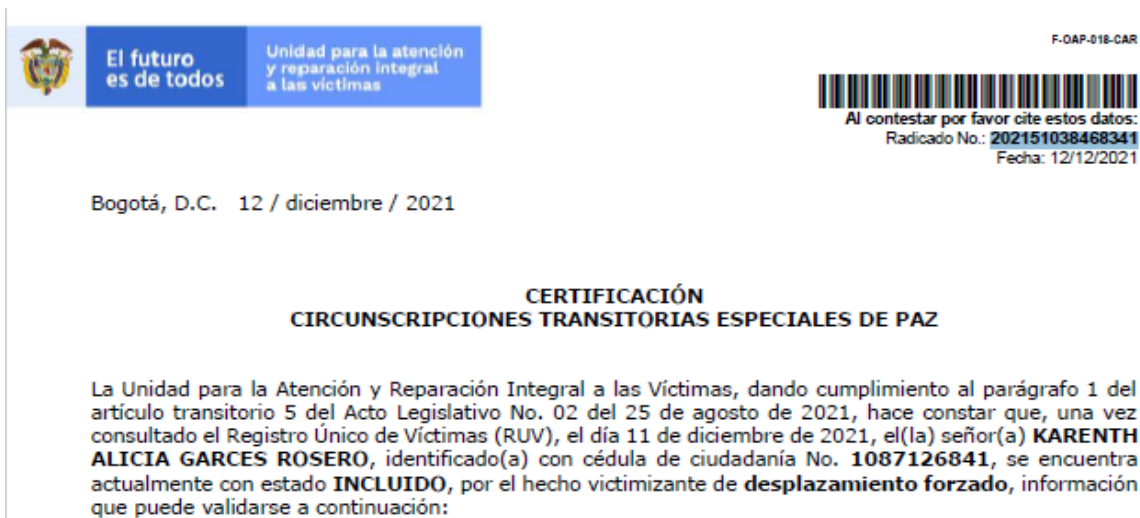 El futuro
es de todos
Unidad para la atención
y reparación integral
a las víctimas
F-OAP-018-CAR
Al contestar por favor cite estos datos:
Radicado No.: 202151038468341
Fecha: 12/12/2021
Bogotá, D.C. 12 / diciembre / 2021
CERTIFICACIÓN
CIRCUNSCRIPCIONES TRANSITORIAS ESPECIALES DE PAZ
La Unidad para la Atención y Reparación Integral a las Víctimas, dando cumplimiento al parágrafo 1 del
artículo transitorio 5 del Acto Legislativo No. 02 del 25 de agosto de 2021, hace constar que, una vez
consultado el Registro Único de Víctimas (RUV), el día 11 de diciembre de 2021, el(la) señor(a) KARENTH
ALICIA GARCES ROSERO, identificado(a) con cédula de ciudadanía No. 1087126841, se encuentra
actualmente con estado INCLUIDO, por el hecho victimizante de desplazamiento forzado, información
que puede validarse a continuación: